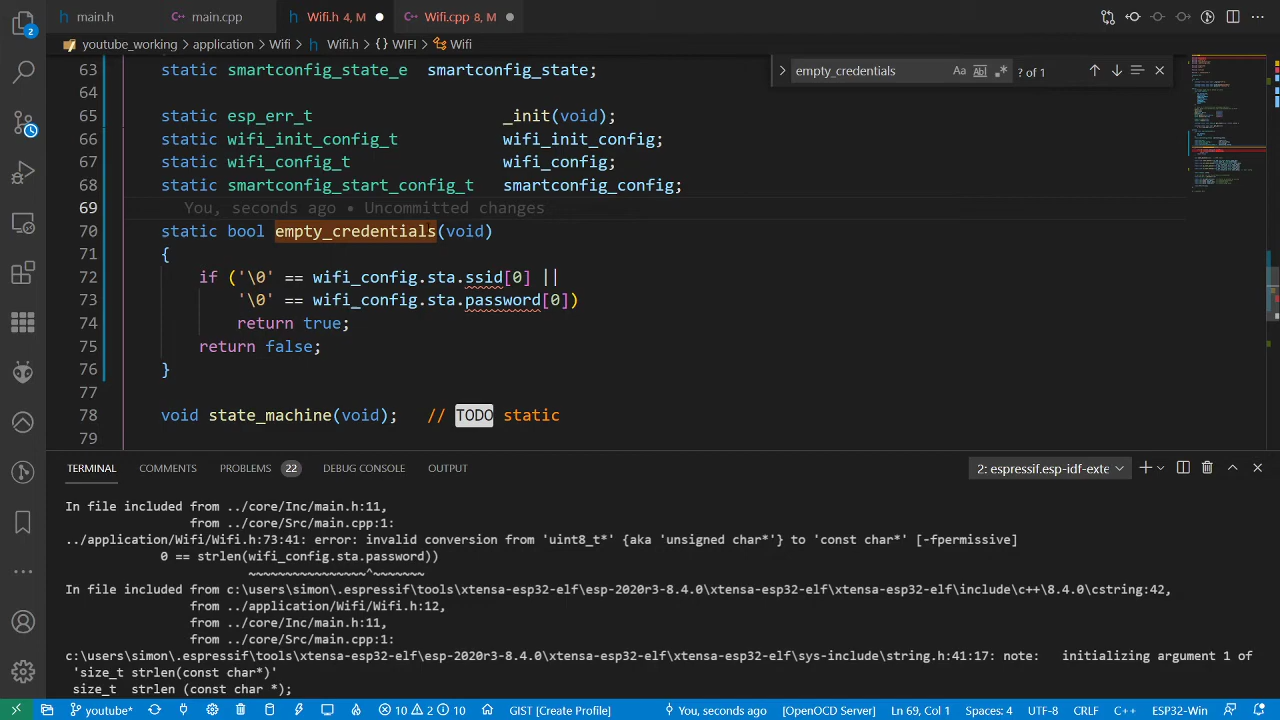 main.h
main.cpp
Wifi.h 4, M
Wifi.cpp 8, M
youtube_working > application > Wifi > Wifi.h > {} WIFI > Wifi
empty_credentials
Aa
? of 1
63 static smartconfig_state_e smartconfig_state;
64
65 static esp_err_t _init(void);
66 static wifi_init_config_t wifi_init_config;
67 static wifi_config_t wifi_config;
68 static smartconfig_start_config_t smartconfig_config;
69 You, seconds ago • Uncommitted changes
70 static bool empty_credentials(void)
71 {
72 if ('\0' == wifi_config.sta.ssid[0] ||
73 '\0' == wifi_config.sta.password[0])
74 return true;
75 return false;
76 }
77
78 void state_machine(void); // TODO static
79
TERMINAL
COMMENTS
PROBLEMS 22
DEBUG CONSOLE
OUTPUT
2: espressif.esp-idf-exte
In file included from ../core/Inc/main.h:11,
from ../core/Src/main.cpp:1:
../application/Wifi/Wifi.h:73:41: error: invalid conversion from 'uint8_t*' {aka 'unsigned char*'} to 'const char*' [-fpermissive]
0 == strlen(wifi_config.sta.password))
~~~~~~~~~~~~~~~~^~~~~~~~
In file included from c:\users\simon\.espressif\tools\xtensa-esp32-elf\esp-2020r3-8.4.0\xtensa-esp32-elf\xtensa-esp32-elf\include\c++\8.4.0\cstring:42,
from ../application/Wifi/Wifi.h:12,
from ../core/Inc/main.h:11,
from ../core/Src/main.cpp:1:
c:\users\simon\.espressif\tools\xtensa-esp32-elf\esp-2020r3-8.4.0\xtensa-esp32-elf\xtensa-esp32-elf\sys-include\string.h:41:17: note: initializing argument 1 of
'size_t strlen(const char*)'
size_t strlen (const char *);
youtube* 10 2 10 GIST [Create Profile] You, seconds ago [OpenOCD Server] Ln 69, Col 1 Spaces: 4 UTF-8 CRLF C++ ESP32-Win